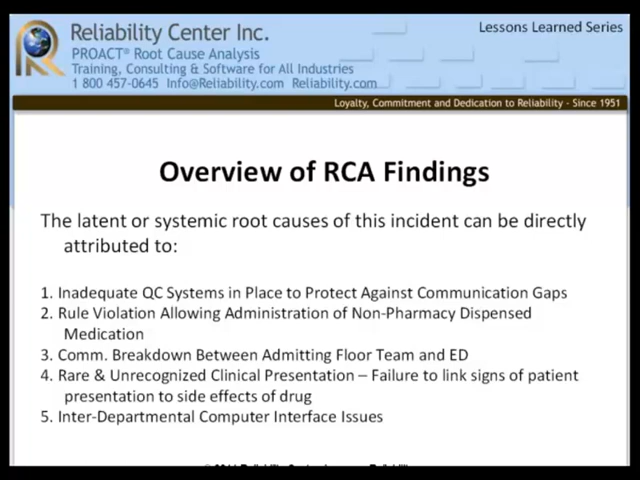 Reliability Center Inc.
Lessons Learned Series
PROACT® Root Cause Analysis
Training, Consulting & Software for All Industries
1 800 457-0645 Info@Reliability.com Reliability.com
Loyalty, Commitment and Dedication to Reliability - Since 1951
Overview of RCA Findings
The latent or systemic root causes of this incident can be directly
attributed to:
1. Inadequate QC Systems in Place to Protect Against Communication Gaps
2. Rule Violation Allowing Administration of Non-Pharmacy Dispensed
Medication
3. Comm. Breakdown Between Admitting Floor Team and ED
4. Rare & Unrecognized Clinical Presentation – Failure to link signs of patient
presentation to side effects of drug
5. Inter-Departmental Computer Interface Issues